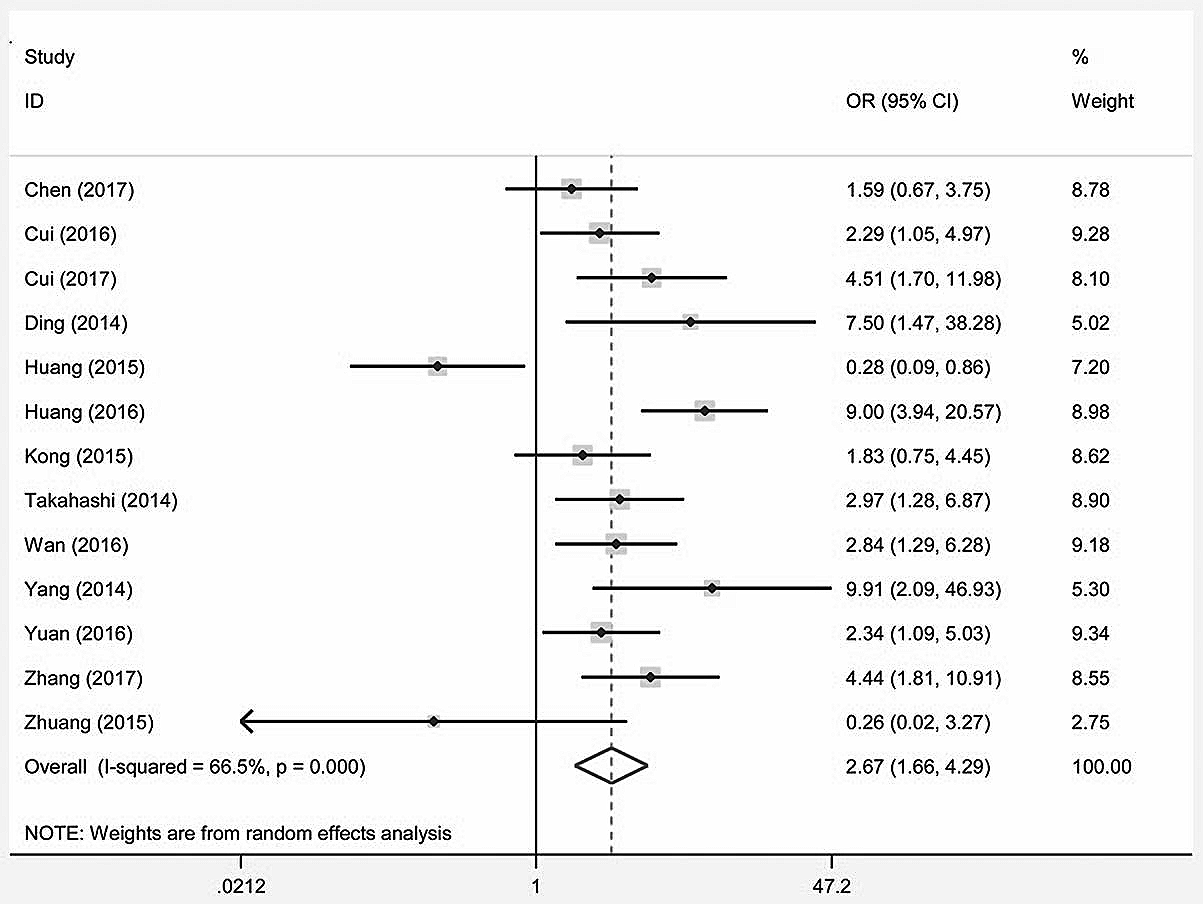 Study %
ID OR (95% CI) Weight
Chen (2017) 1.59 (0.67, 3.75) 8.78
Cui (2016) 2.29 (1.05, 4.97) 9.28
Cui (2017) 4.51 (1.70, 11.98) 8.10
Ding (2014) 7.50 (1.47, 38.28) 5.02
Huang (2015) 0.28 (0.09, 0.86) 7.20
Huang (2016) 9.00 (3.94, 20.57) 8.98
Kong (2015) 1.83 (0.75, 4.45) 8.62
Takahashi (2014) 2.97 (1.28, 6.87) 8.90
Wan (2016) 2.84 (1.29, 6.28) 9.18
Yang (2014) 9.91 (2.09, 46.93) 5.30
Yuan (2016) 2.34 (1.09, 5.03) 9.34
Zhang (2017) 4.44 (1.81, 10.91) 8.55
Zhuang (2015) 0.26 (0.02, 3.27) 2.75
Overall (I-squared = 66.5%, p = 0.000) 2.67 (1.66, 4.29) 100.00
NOTE: Weights are from random effects analysis
.0212 1 47.2